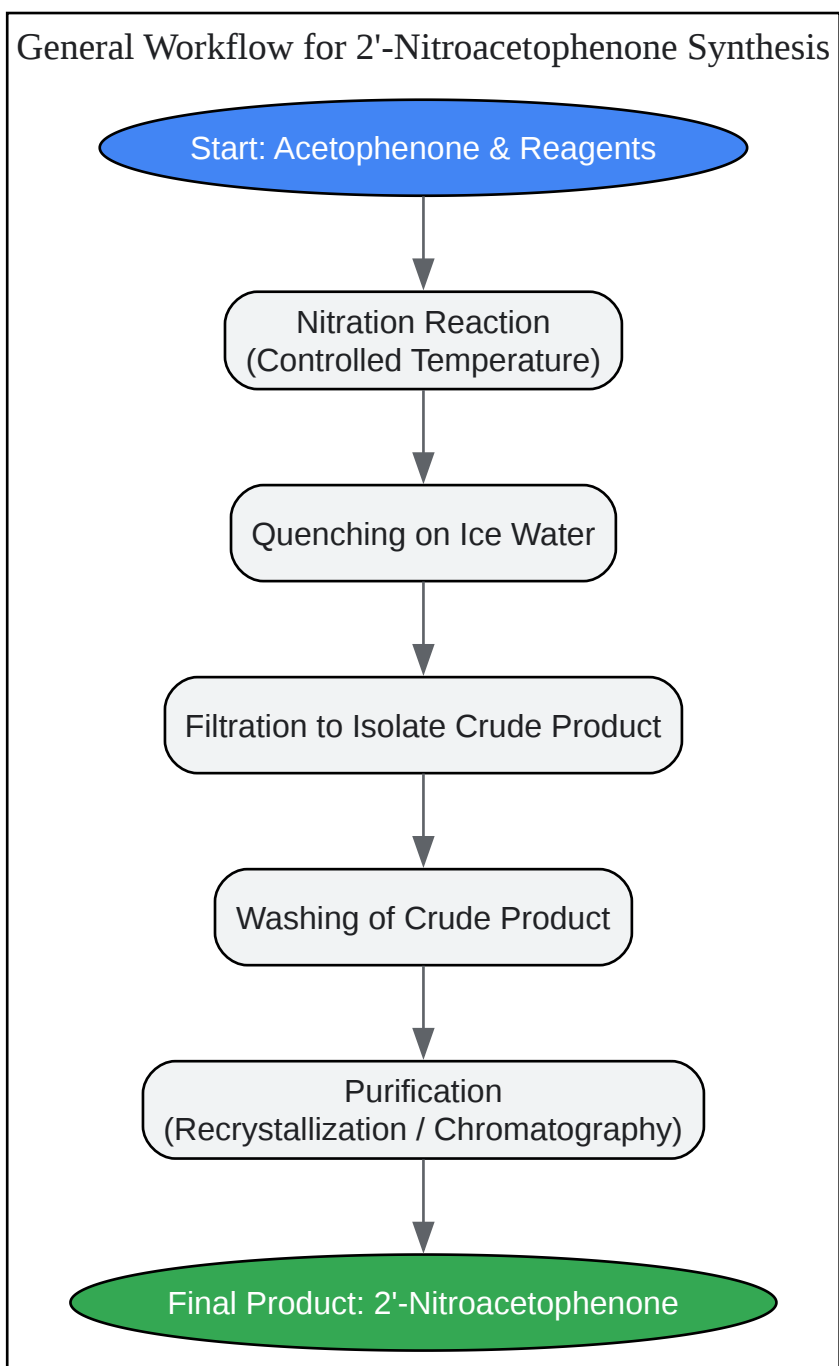 General Workflow for 2'-Nitroacetophenone Synthesis
Start: Acetophenone & Reagents
Nitration Reaction
(Controlled Temperature)
Quenching on Ice Water
Filtration to Isolate Crude Product
Washing of Crude Product
Purification
(Recrystallization / Chromatography)
Final Product: 2'-Nitroacetophenone